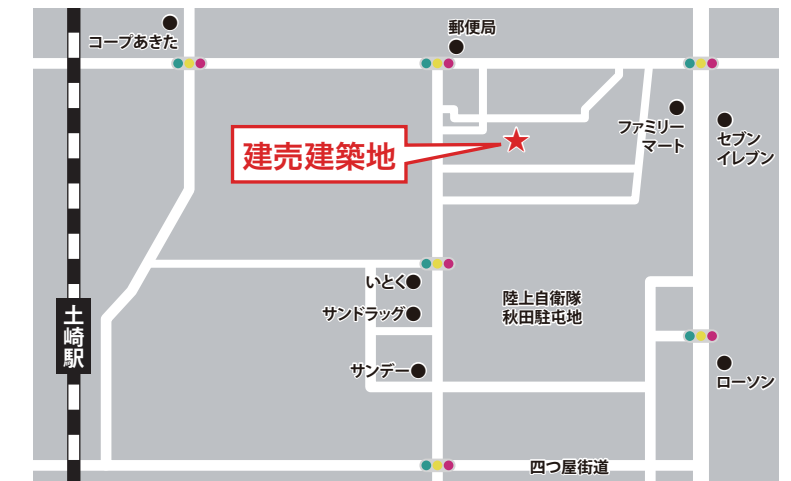 コープあきた
郵便局
ファミリー
マート
セブン
イレブン
建売建築地
いとく
サンドラッグ
サンデー
陸上自衛隊
秋田駐屯地
土崎駅
ローソン
四つ屋街道